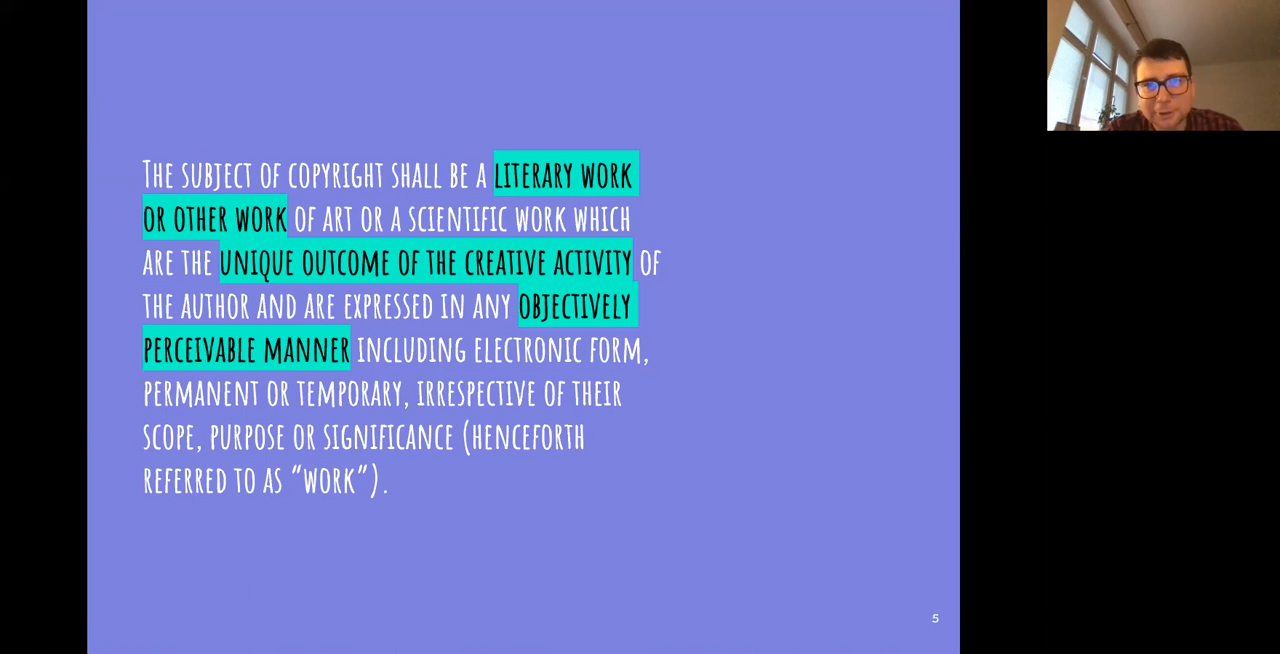 The subject of copyright shall be a literary work
or other work of art or a scientific work which
are the unique outcome of the creative activity of
the author and are expressed in any objectively
perceivable manner including electronic form,
permanent or temporary, irrespective of their
scope, purpose or significance (henceforth
referred to as “work”).
5